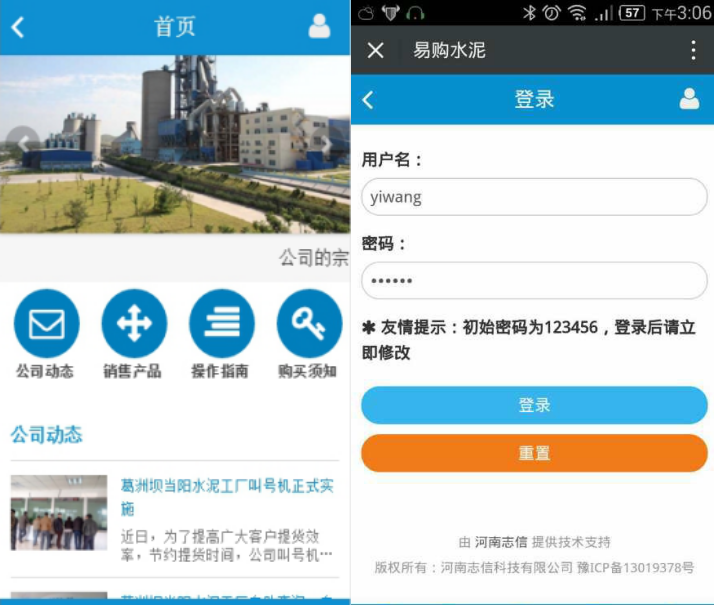 首页
公司的宗
公司动态
销售产品
操作指南
购买须知
公司动态
葛洲坝当阳水泥工厂叫号机正式实
施
近日，为了提高广大客户提货效
率，节约提货时间，公司叫号机…
57 下午3:06
易购水泥
登录
用户名：
yiwang
密码：
••••••
✱ 友情提示：初始密码为123456，登录后请立
即修改
登录
重置
由 河南志信 提供技术支持
版权所有：河南志信科技有限公司 豫ICP备13019378号